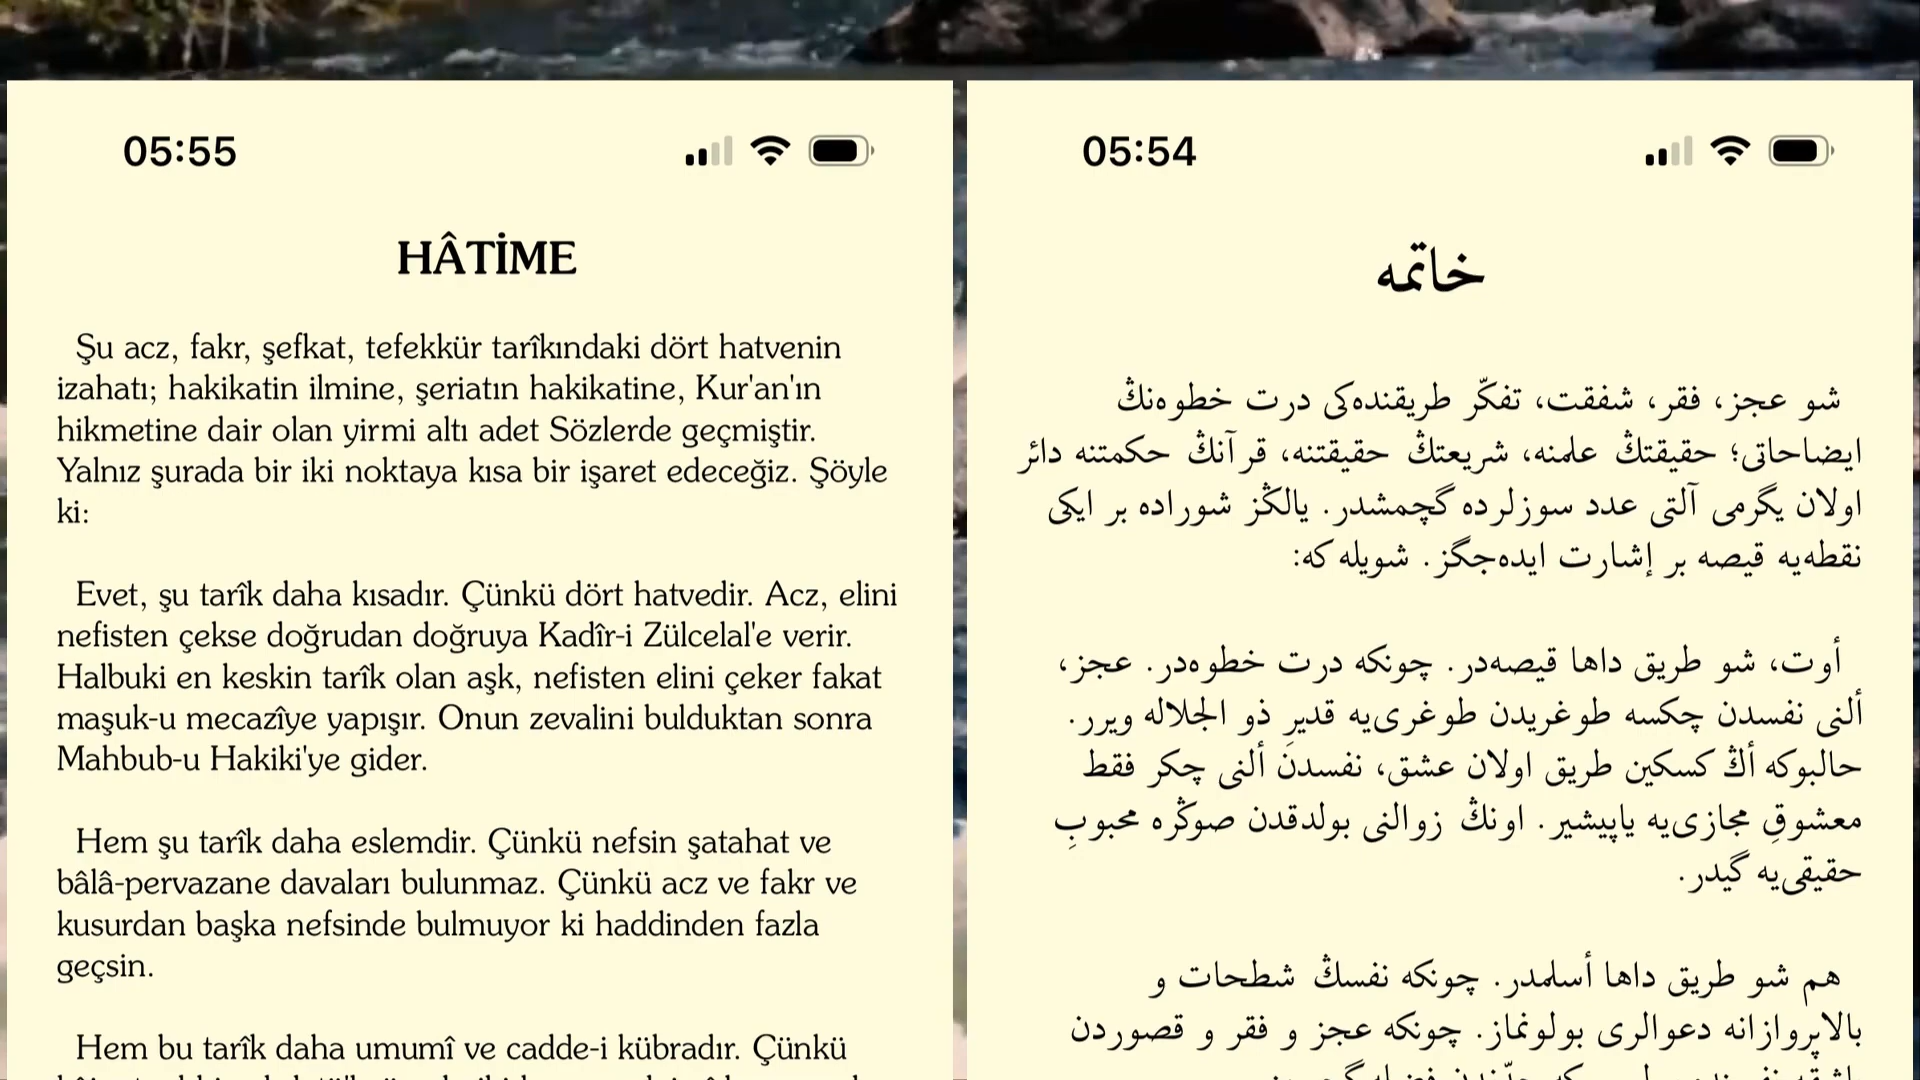 05:55
HÂTİME
Şu acz, fakr, şefkat, tefekkür tarîkındaki dört hatvenin
izahatı; hakikatin ilmine, şeriatın hakikatine, Kur'an'ın
hikmetine dair olan yirmi altı adet Sözlerde geçmiştir.
Yalnız şurada bir iki noktaya kısa bir işaret edeceğiz. Şöyle
ki:
Evet, şu tarîk daha kısadır. Çünkü dört hatvedir. Acz, elini
nefisten çekse doğrudan doğruya Kadîr-i Zülcelal'e verir.
Halbuki en keskin tarîk olan aşk, nefisten elini çeker fakat
maşuk-u mecazîye yapışır. Onun zevalini bulduktan sonra
Mahbub-u Hakiki'ye gider.
Hem şu tarîk daha eslemdir. Çünkü nefsin şatahat ve
bâlâ-pervazane davaları bulunmaz. Çünkü acz ve fakr ve
kusurdan başka nefsinde bulmuyor ki haddinden fazla
geçsin.
Hem bu tarîk daha umumî ve cadde-i kübradır. Çünkü
05:54
خاتمه
شو عجز، فقر، شفقت، تفكّر طريقنده‌كى درت خطوه‌نڭ
ايضاحاتى؛ حقيقتڭ علمنه، شريعتڭ حقيقتنه، قرآنڭ حكمتنه دائر
اولان يگرمى آلتى عدد سوزلرده گچمشدر. يالڭز شوراده بر ايكى
نقطه‌يه قيصه بر إشارت ايده‌جگز. شويله كه:
أوت، شو طريق داها قيصه‌در. چونكه درت خطوه‌در. عجز،
ألنى نفسدن چكسه طوغريدن طوغرى‌يه قديرِ ذو الجلاله ويرر.
حالبوكه أڭ كسكين طريق اولان عشق، نفسدن ألنى چكر فقط
معشوقِ مجازى‌يه ياپيشير. اونڭ زوالنى بولدقدن صوڭره محبوبِ
حقيقى‌يه گيدر.
هم شو طريق داها أسلمدر. چونكه نفسڭ شطحات و
بالاپروازانه دعوالرى بولونماز. چونكه عجز و فقر و قصوردن